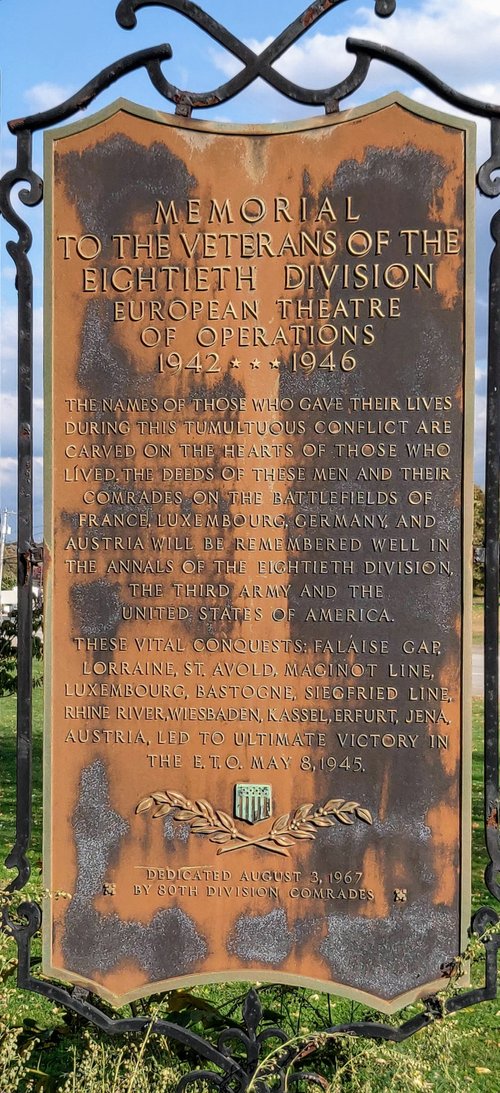 MEMORIAL
TO THE VETERANS OF THE
EIGHTIETH DIVISION
EUROPEAN THEATRE
OF OPERATIONS
1942 ★ ★ ★ 1946
THE NAMES OF THOSE WHO GAVE THEIR LIVES
DURING THIS TUMULTUOUS CONFLICT ARE
CARVED ON THE HEARTS OF THOSE WHO
LIVED. THE DEEDS OF THESE MEN AND THEIR
COMRADES ON THE BATTLEFIELDS OF
FRANCE, LUXEMBOURG, GERMANY, AND
AUSTRIA WILL BE REMEMBERED WELL IN
THE ANNALS OF THE EIGHTIETH DIVISION,
THE THIRD ARMY AND THE
UNITED STATES OF AMERICA.
THESE VITAL CONQUESTS: FALAISE GAP,
LORRAINE, ST. AVOLD, MAGINOT LINE,
LUXEMBOURG, BASTOGNE, SIEGFRIED LINE,
RHINE RIVER, WIESBADEN, KASSEL, ERFURT, JENA,
AUSTRIA, LED TO ULTIMATE VICTORY IN
THE E.T.O. MAY 8, 1945.
DEDICATED AUGUST 3, 1967
BY 80TH DIVISION COMRADES